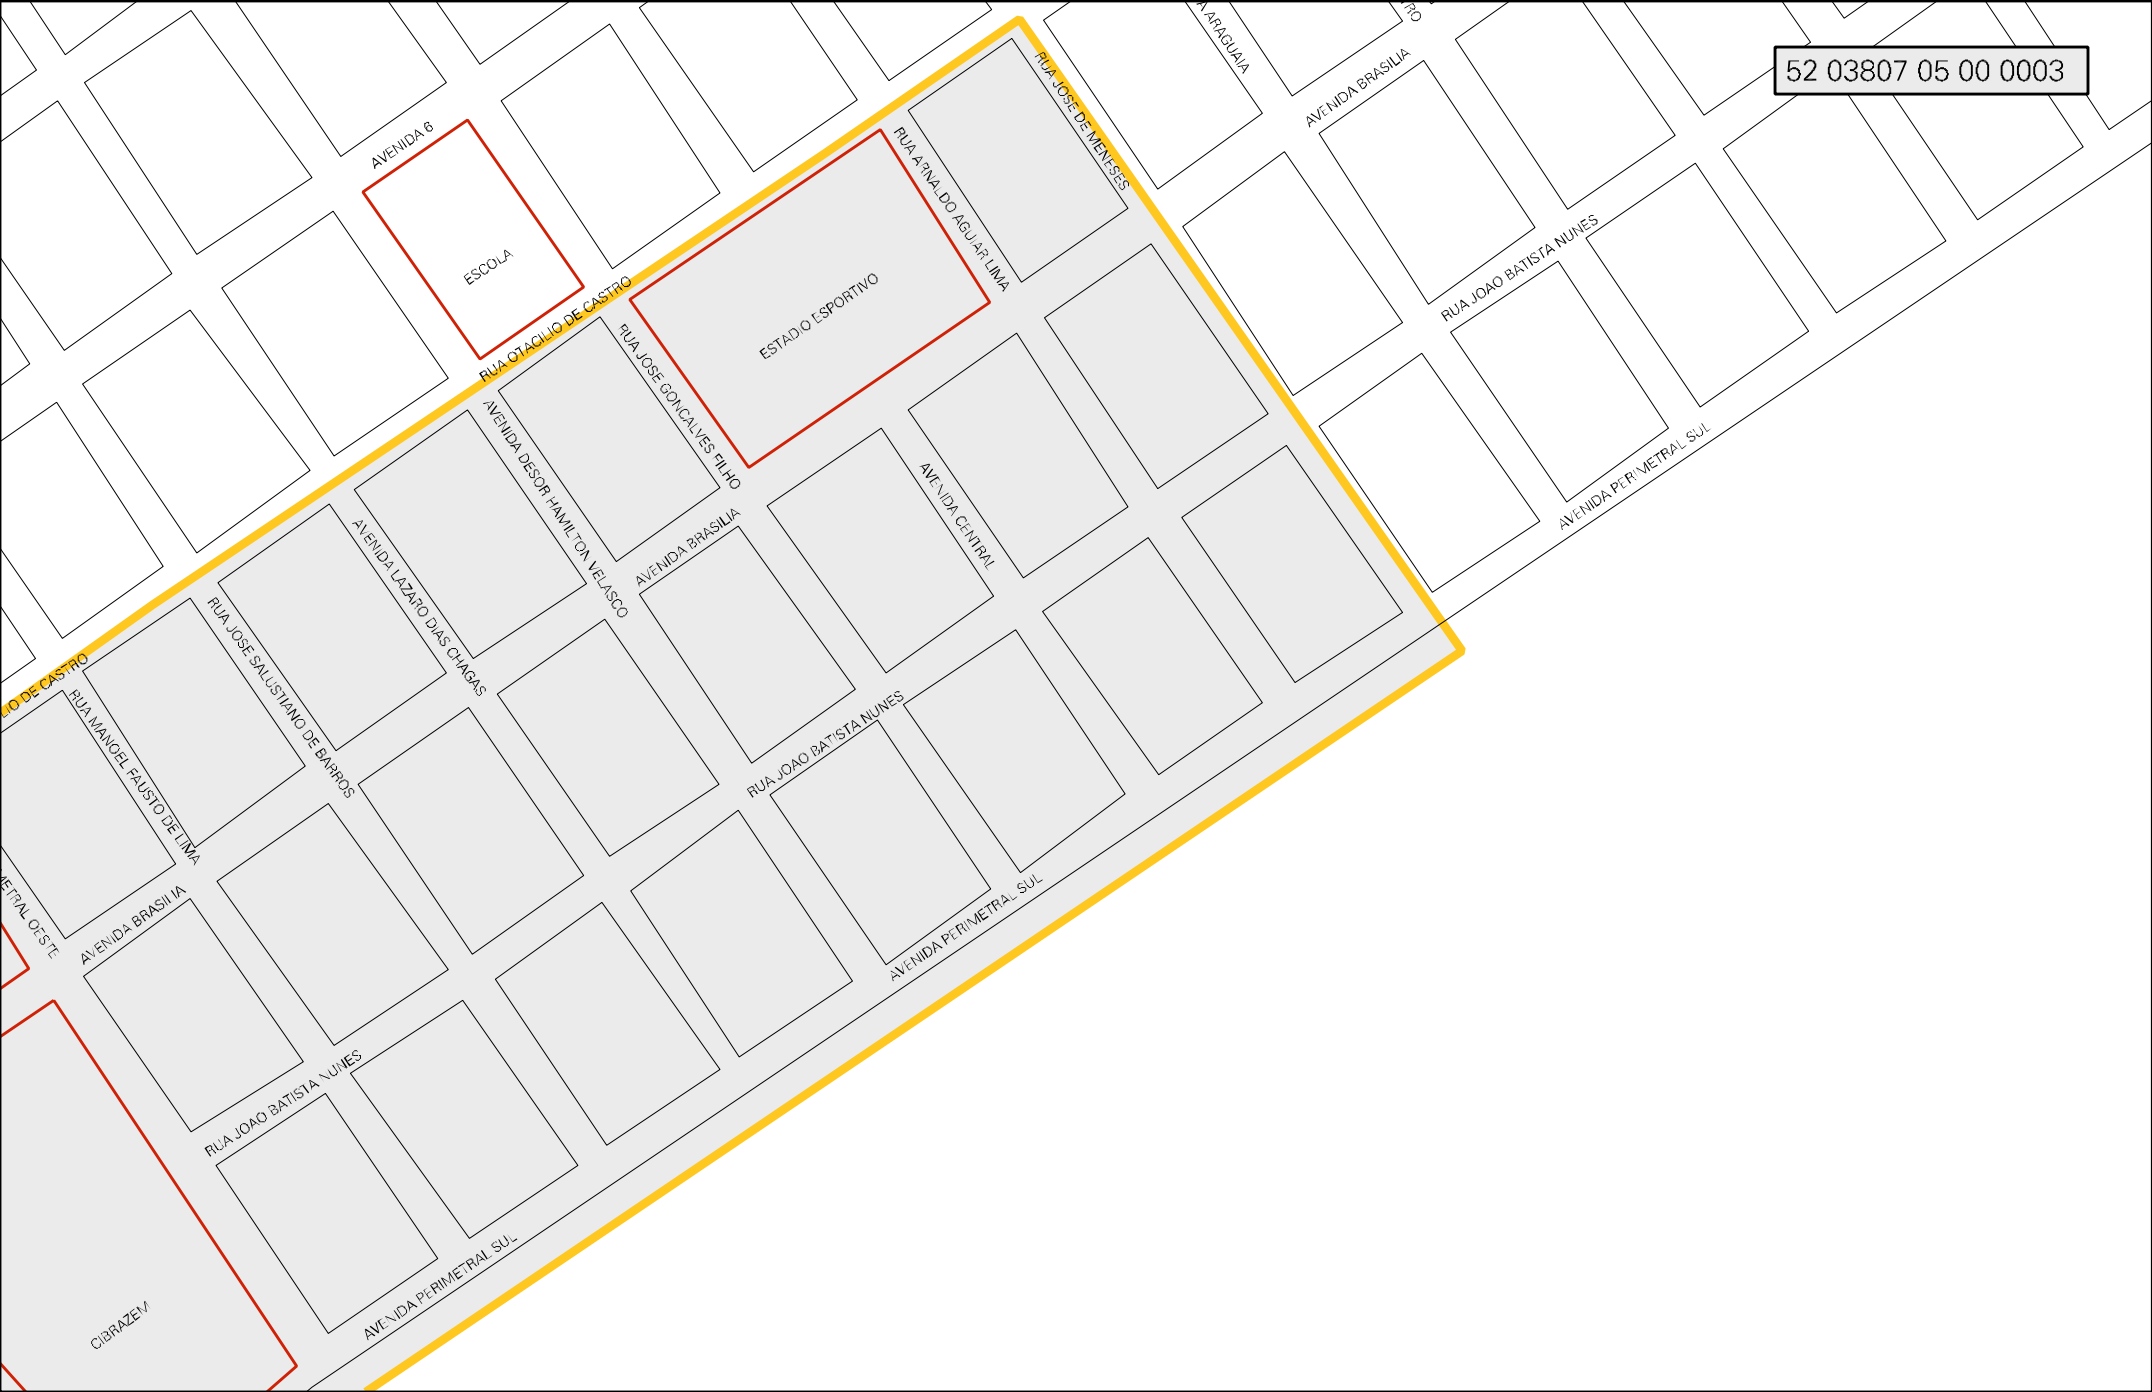 52 03807 05 00 0003
RUA JOSE DE MENESES
AVENIDA BRASILIA
AVENIDA 6
RUA ARNALDO AGUIAR LIMA
ESCOLA
RUA OTACILIO DE CASTRO
ESTADIO ESPORTIVO
RUA JOAO BATISTA NUNES
RUA JOSE GONCALVES FILHO
AVENIDA DESOR HAMILTON VELASCO
AVENIDA PERIMETRAL SUL
AVENIDA CENTRAL
AVENIDA BRASILIA
AVENIDA LAZARO DIAS CHAGAS
RUA JOSE SALUSTIANO DE BARROS
DE CASTRO
RUA MANOEL FAUSTO DE LIMA
RUA JOAO BATISTA NUNES
OESTE
AVENIDA BRASILIA
AVENIDA PERIMETRAL SUL
RUA JOAO BATISTA NUNES
AVENIDA PERIMETRAL SUL
CIBRAZEM
ARAGUAIA